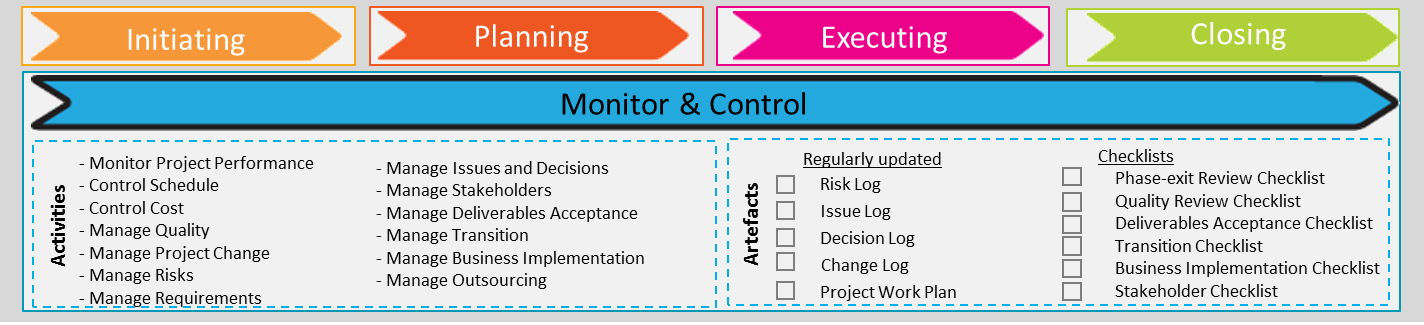 Initiating
Planning
Executing
Closing
Monitor & Control
Activities
- Monitor Project Performance
- Control Schedule
- Control Cost
- Manage Quality
- Manage Project Change
- Manage Risks
- Manage Requirements
- Manage Issues and Decisions
- Manage Stakeholders
- Manage Deliverables Acceptance
- Manage Transition
- Manage Business Implementation
- Manage Outsourcing
Artefacts
Regularly updated
Risk Log
Issue Log
Decision Log
Change Log
Project Work Plan
Checklists
Phase-exit Review Checklist
Quality Review Checklist
Deliverables Acceptance Checklist
Transition Checklist
Business Implementation Checklist
Stakeholder Checklist